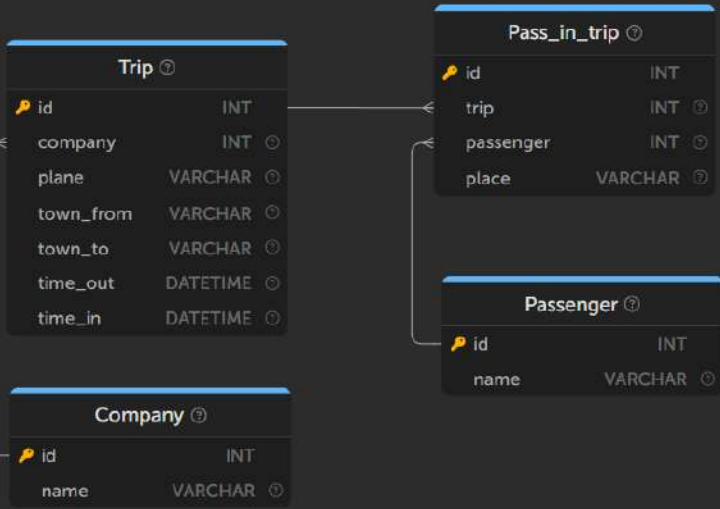 Trip
id INT
company INT
plane VARCHAR
town_from VARCHAR
town_to VARCHAR
time_out DATETIME
time_in DATETIME
Pass_in_trip
id INT
trip INT
passenger INT
place VARCHAR
Company
id INT
name VARCHAR
Passenger
id INT
name VARCHAR